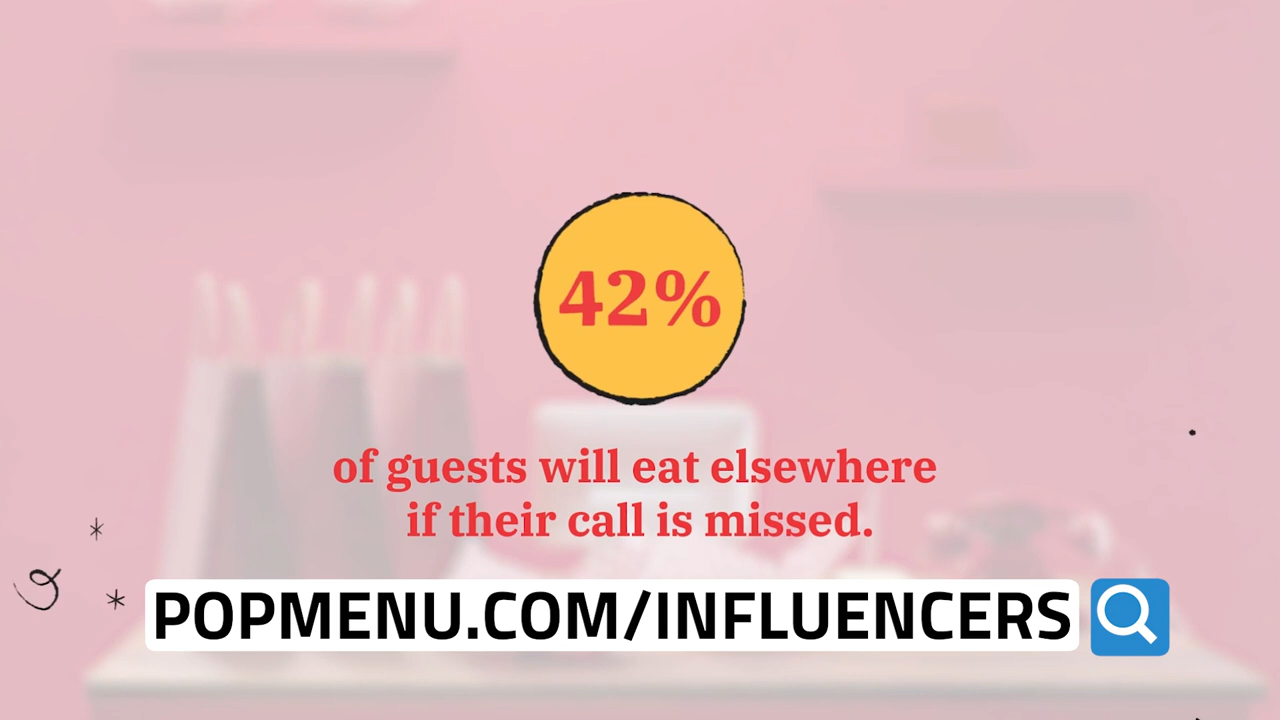 42%
of guests will eat elsewhere
if their call is missed.
POPMENU.COM/INFLUENCERS